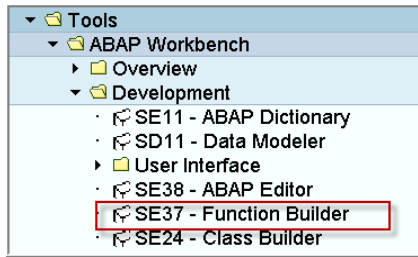 Tools
ABAP Workbench
Overview
Development
SE11 - ABAP Dictionary
SD11 - Data Modeler
User Interface
SE38 - ABAP Editor
SE37 - Function Builder
SE24 - Class Builder